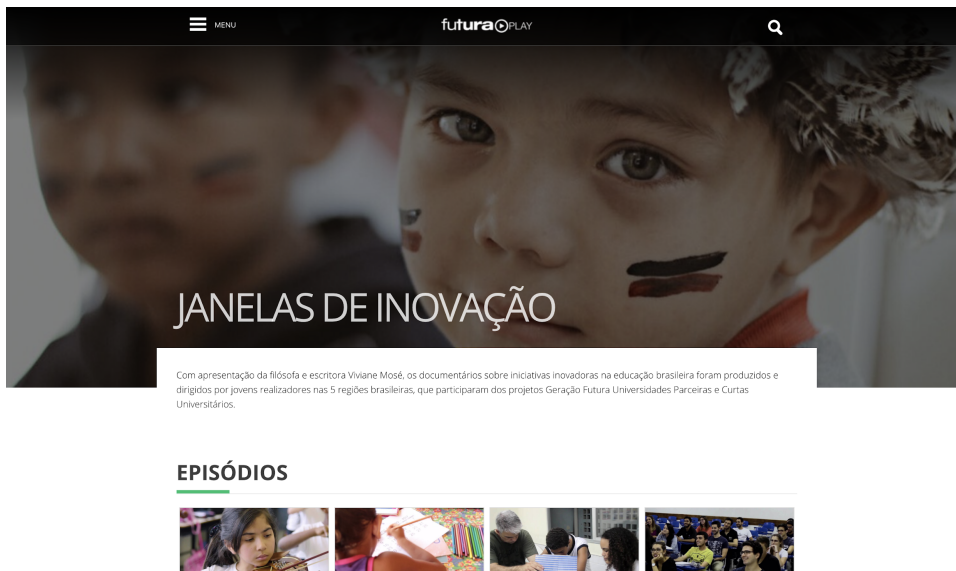 MENU
futuraPLAY
JANELAS DE INOVAÇÃO
Com apresentação da filósofa e escritora Viviane Mosé, os documentários sobre iniciativas inovadoras na educação brasileira foram produzidos e
dirigidos por jovens realizadores nas 5 regiões brasileiras, que participaram dos projetos Geração Futura Universidades Parceiras e Curtas
Universitários.
EPISÓDIOS